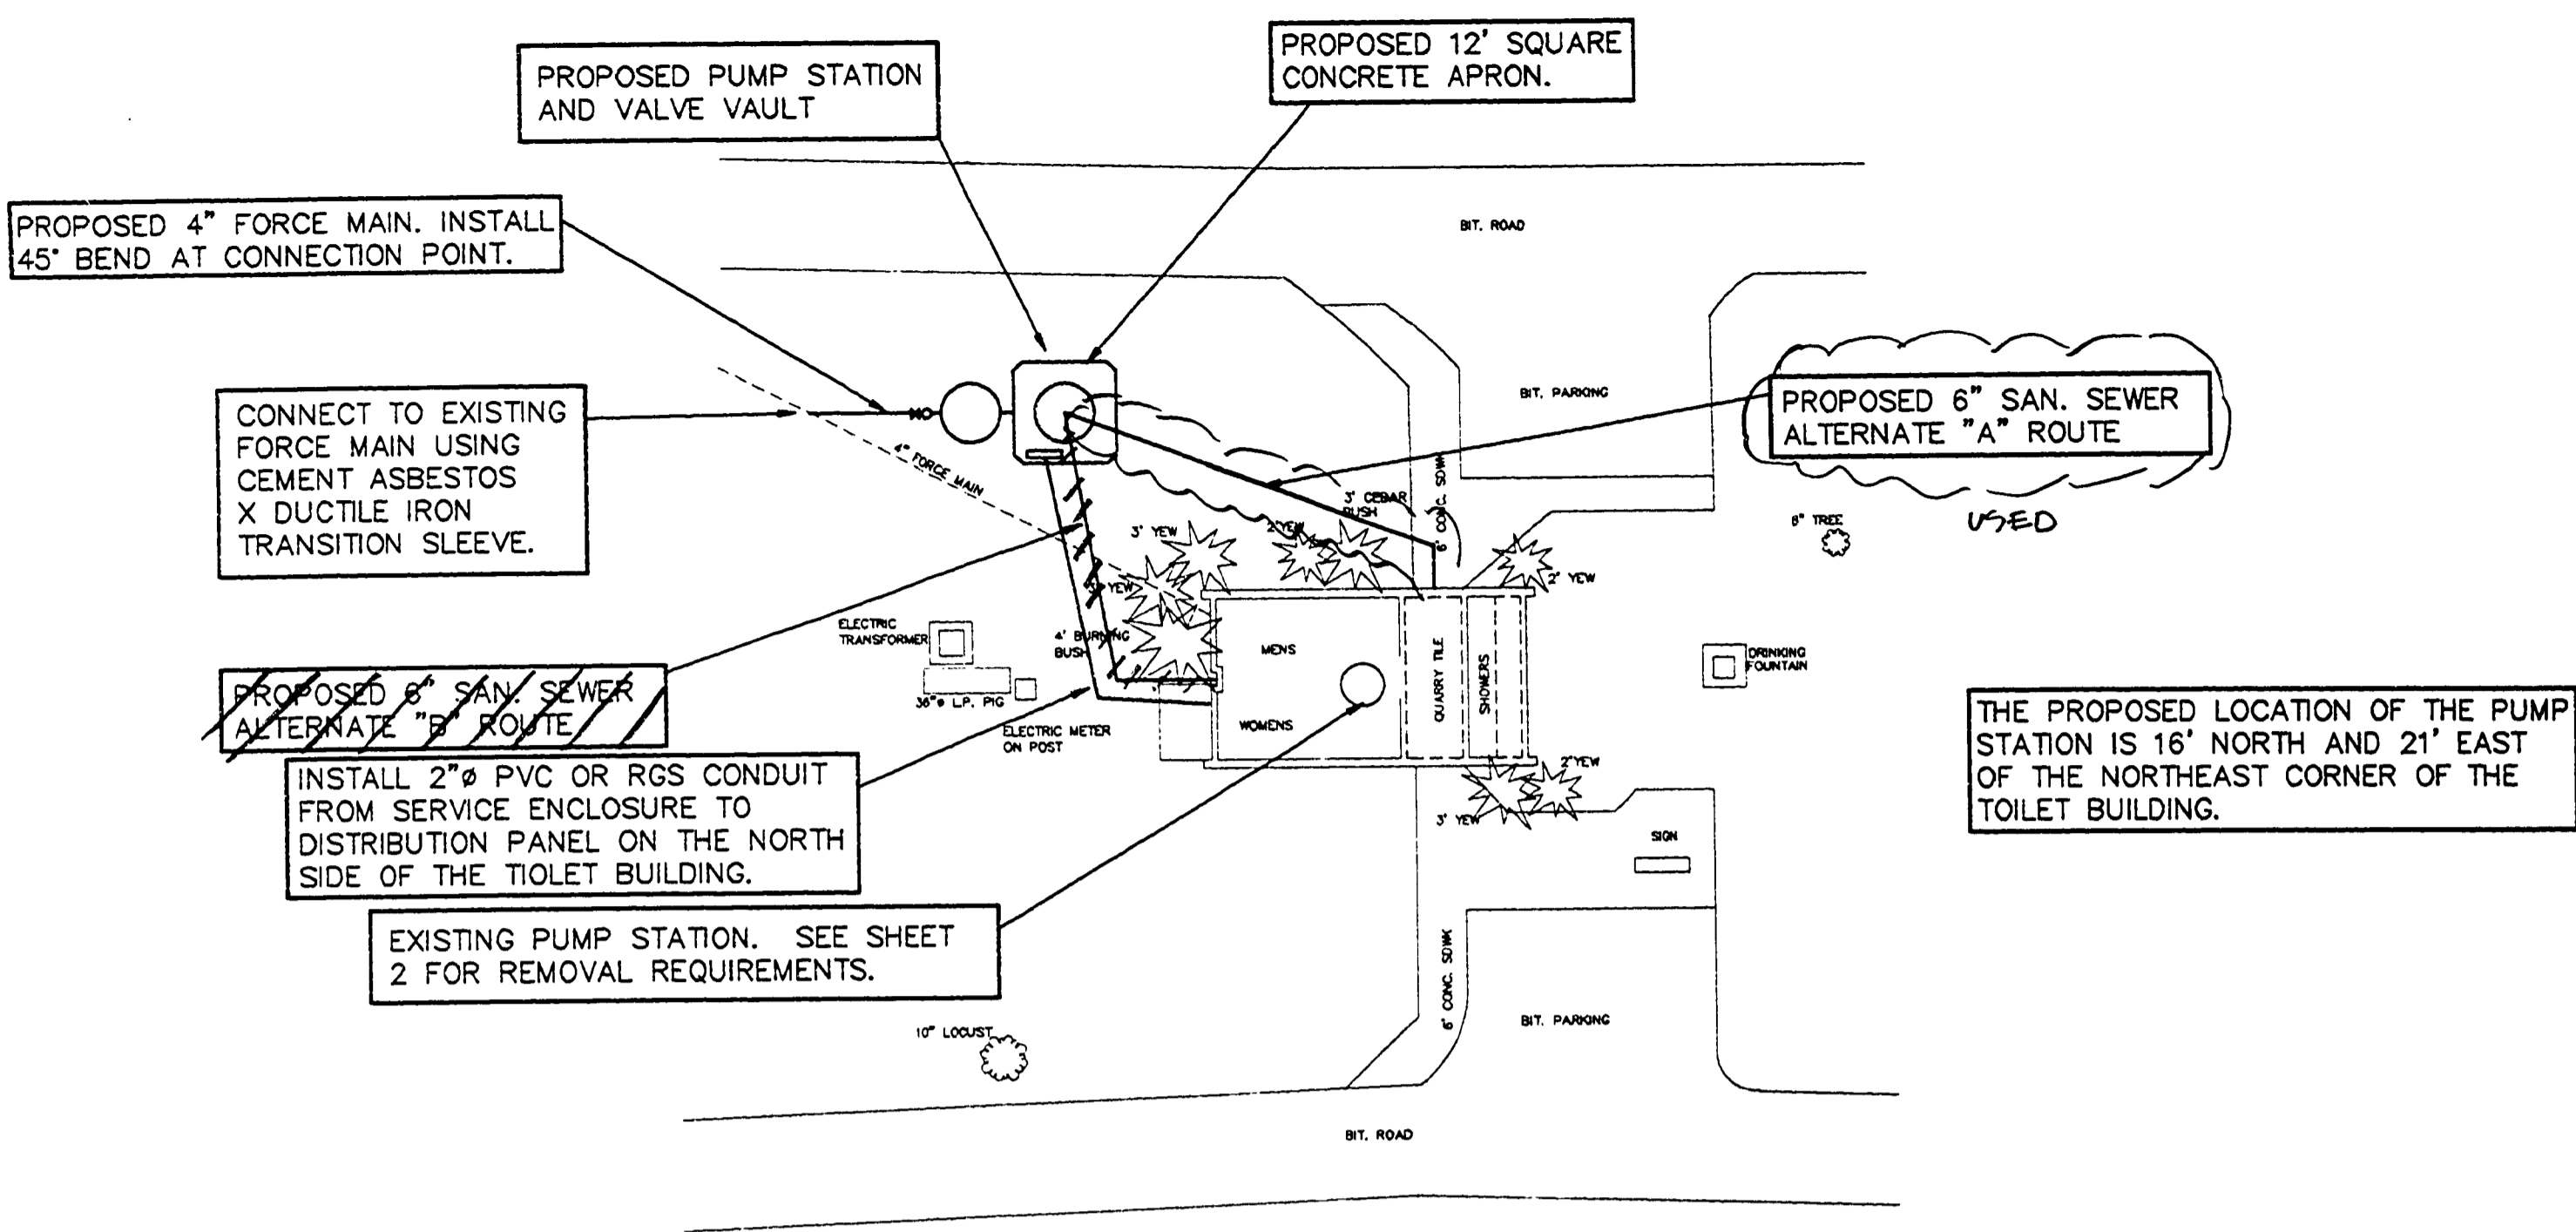 PROPOSED 12' SQUARE
CONCRETE APRON.
PROPOSED PUMP STATION
AND VALVE VAULT
PROPOSED 4" FORCE MAIN. INSTALL
45° BEND AT CONNECTION POINT.
BIT. ROAD
CONNECT TO EXISTING
FORCE MAIN USING
CEMENT ASBESTOS
X DUCTILE IRON
TRANSITION SLEEVE.
4" FORCE MAIN
BIT. PARKING
PROPOSED 6" SAN. SEWER
ALTERNATE "A" ROUTE
USED
3' CEDAR
BUSH
6' CONC. SDWK
8" TREE
3' YEW
2'YEW
2' YEW
3' YEW
ELECTRIC
TRANSFORMER
4' BURNING
BUSH
MENS
QUARRY TILE
SHOWERS
DRINKING
FOUNTAIN
PROPOSED 6" SAN. SEWER
ALTERNATE "B" ROUTE
36"ø L.P. PIG
ELECTRIC METER
ON POST
WOMENS
THE PROPOSED LOCATION OF THE PUMP
STATION IS 16' NORTH AND 21' EAST
OF THE NORTHEAST CORNER OF THE
TOILET BUILDING.
INSTALL 2"ø PVC OR RGS CONDUIT
FROM SERVICE ENCLOSURE TO
DISTRIBUTION PANEL ON THE NORTH
SIDE OF THE TIOLET BUILDING.
2'YEW
3' YEW
SIGN
EXISTING PUMP STATION. SEE SHEET
2 FOR REMOVAL REQUIREMENTS.
6' CONC. SDWK
10" LOCUST
BIT. PARKING
BIT. ROAD